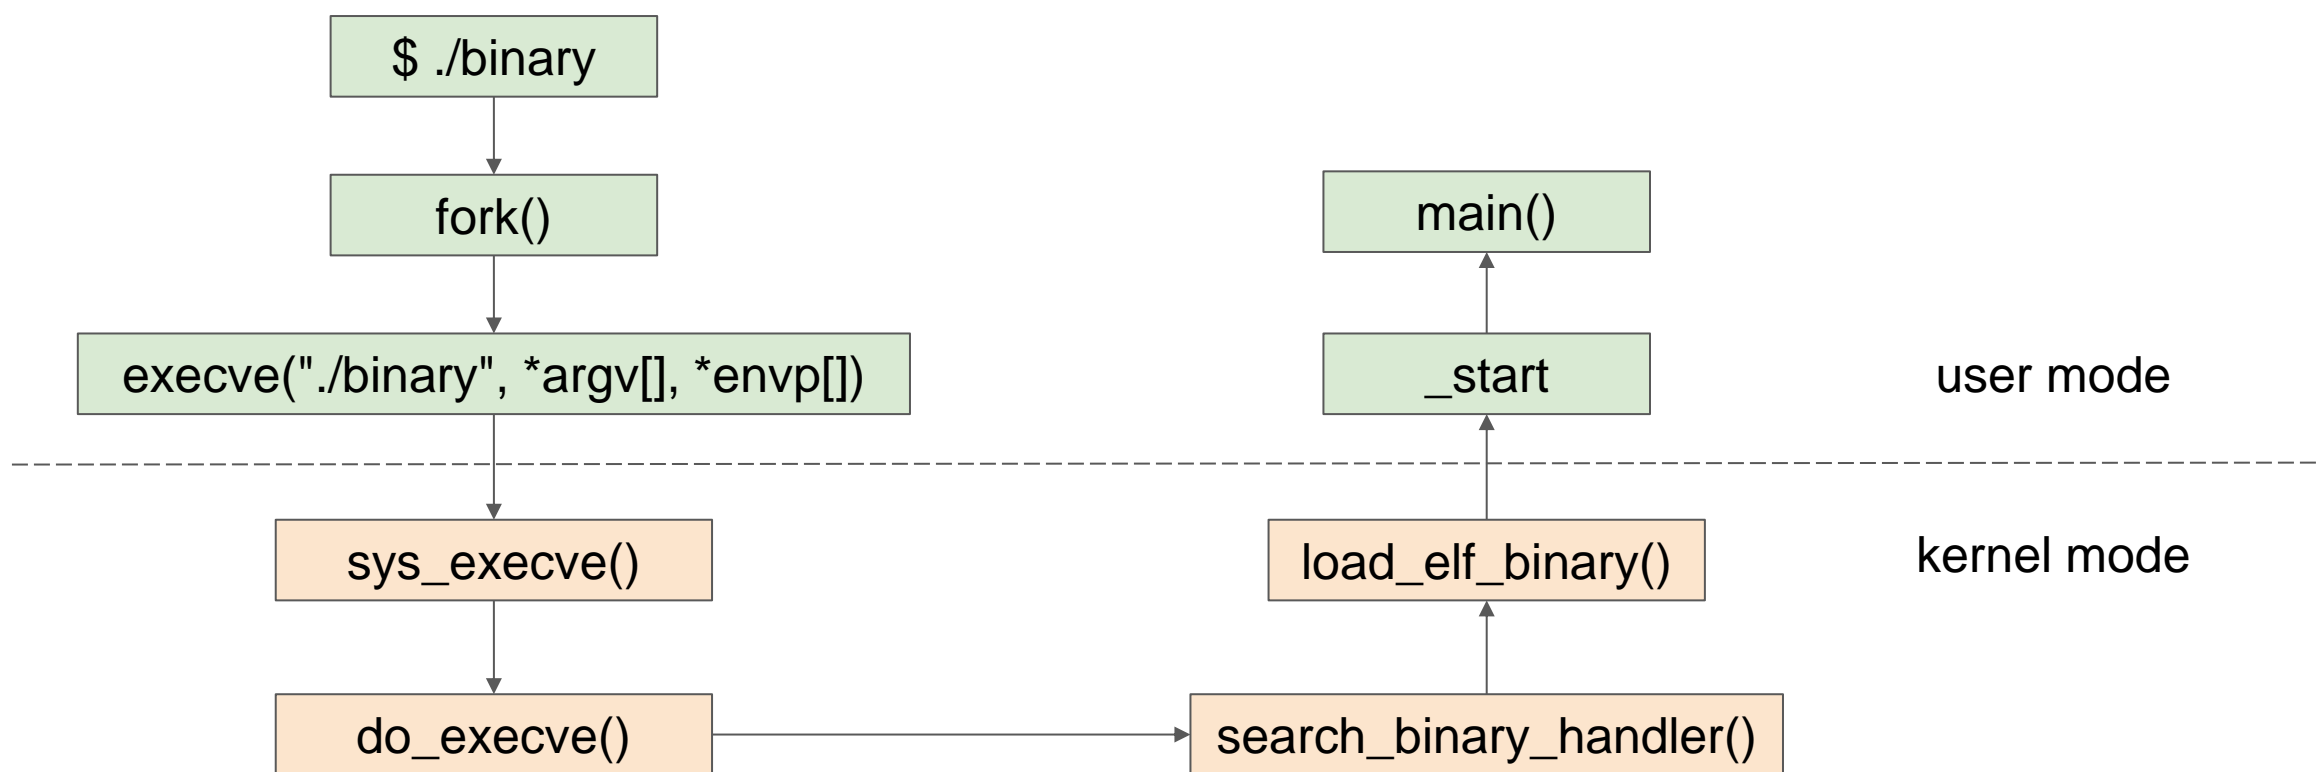 $ ./binary
fork()
execve("./binary", *argv[], *envp[])
sys_execve()
do_execve()
search_binary_handler()
load_elf_binary()
_start
main()
user mode
kernel mode